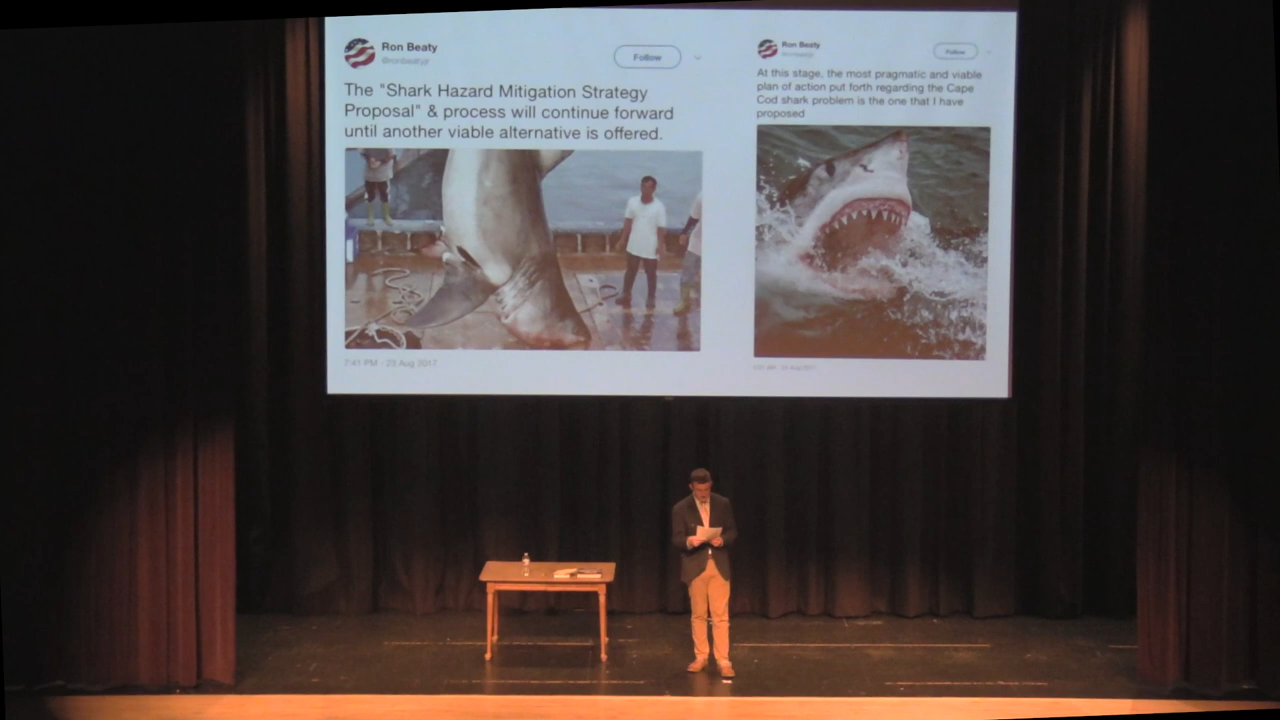 Ron Beaty
@ronbeatyjr
Follow
The "Shark Hazard Mitigation Strategy
Proposal" & process will continue forward
until another viable alternative is offered.
7:41 PM - 23 Aug 2017
Ron Beaty
Follow
At this stage, the most pragmatic and viable
plan of action put forth regarding the Cape
Cod shark problem is the one that I have
proposed